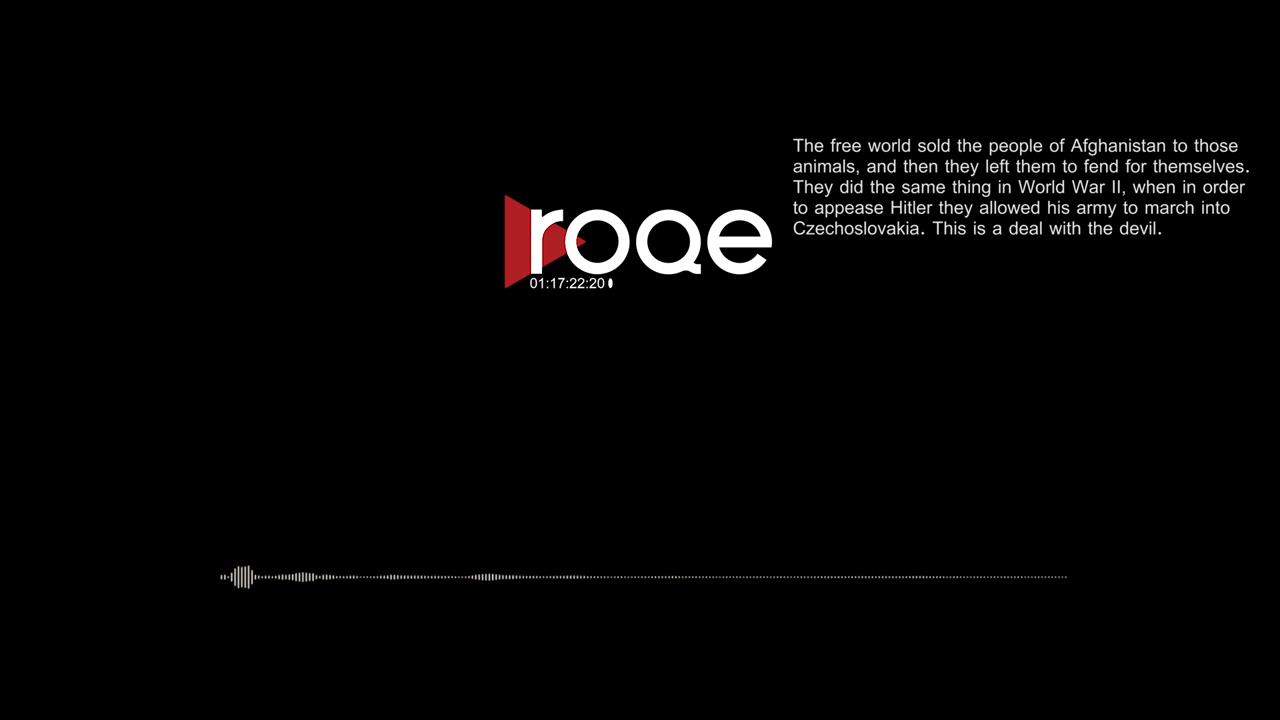 roqe
01:17:22:20
The free world sold the people of Afghanistan to those
animals, and then they left them to fend for themselves.
They did the same thing in World War II, when in order
to appease Hitler they allowed his army to march into
Czechoslovakia. This is a deal with the devil.